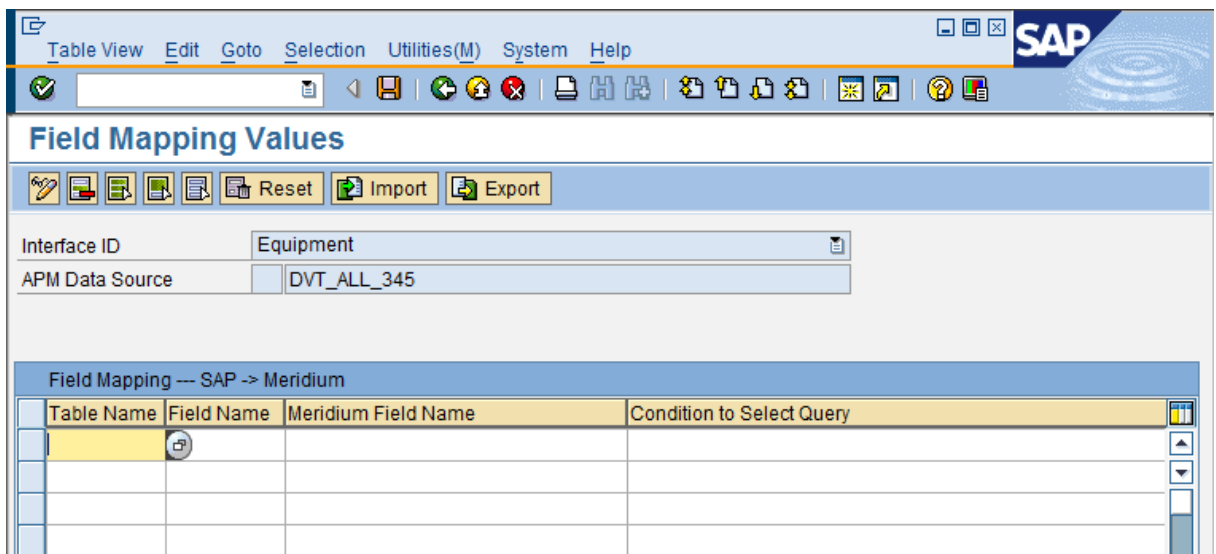 Table View Edit Goto Selection Utilities(M) System Help
SAP
Field Mapping Values
Reset Import Export
Interface ID Equipment
APM Data Source DVT_ALL_345
Field Mapping --- SAP -> Meridium
Table Name Field Name Meridium Field Name Condition to Select Query